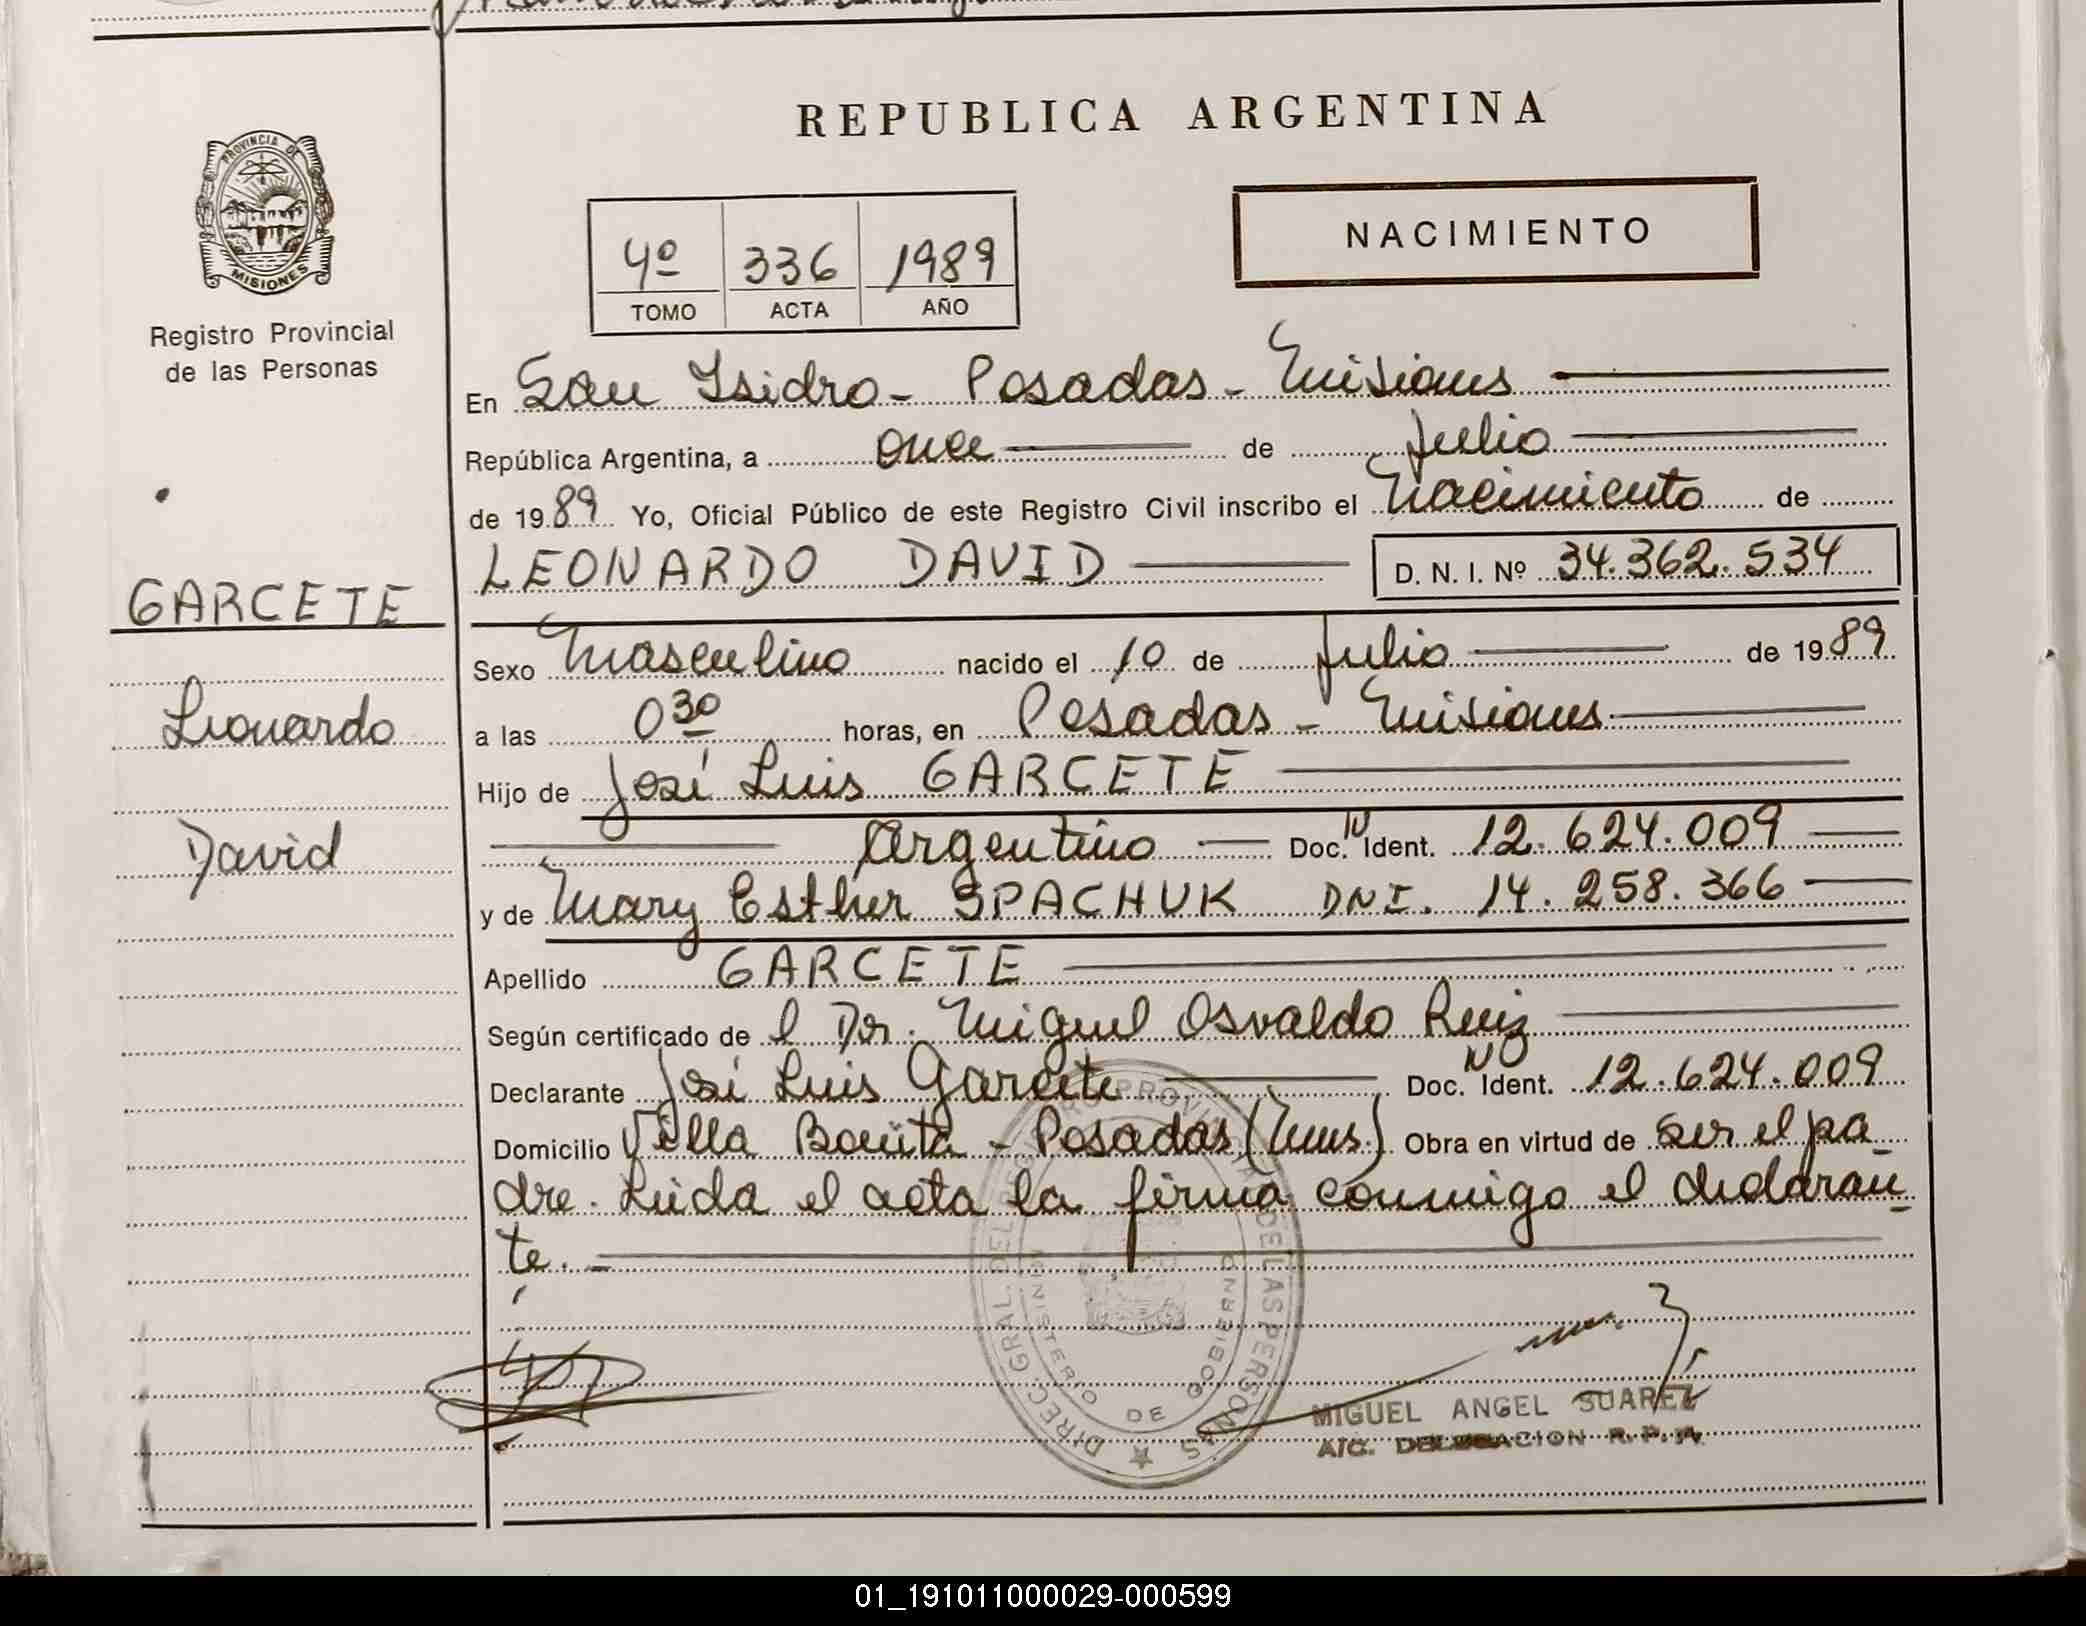 REPUBLICA ARGENTINA
PROVINCIA DE MISIONES
Registro Provincial
de las Personas
NACIMIENTO
4º 336 1989
TOMO ACTA AÑO
En San Isidro - Posadas - Misiones
República Argentina, a once de Julio
de 1989 Yo, Oficial Público de este Registro Civil inscribo el Nacimiento de
LEONARDO DAVID D. N. I. Nº 34.362.534
GARCETE
Leonardo
David
Sexo Masculino nacido el 10 de Julio de 1989
a las 0 30 horas, en Posadas - Misiones
Hijo de José Luis GARCETE
Argentino Doc. N Ident. 12.624.009
y de Mary Esther SPACHUK DNI. 14.258.366
Apellido GARCETE
Según certificado de l Dr. Miguel Osvaldo Ruiz
Declarante José Luis Garcete Doc. N Ident. 12.624.009
Domicilio Villa Bonita - Posadas (Mns.) Obra en virtud de ser el pa
dre. Leida el acta la firma conmigo el declaran
te. -
DIREC. GRAL. DEL REGISTRO PROVINCIAL DE LAS PERSONAS
MINISTERIO DE GOBIERNO
MIGUEL ANGEL SUAREZ
A/C. DELEGACION R. P. P.
01_191011000029-000599